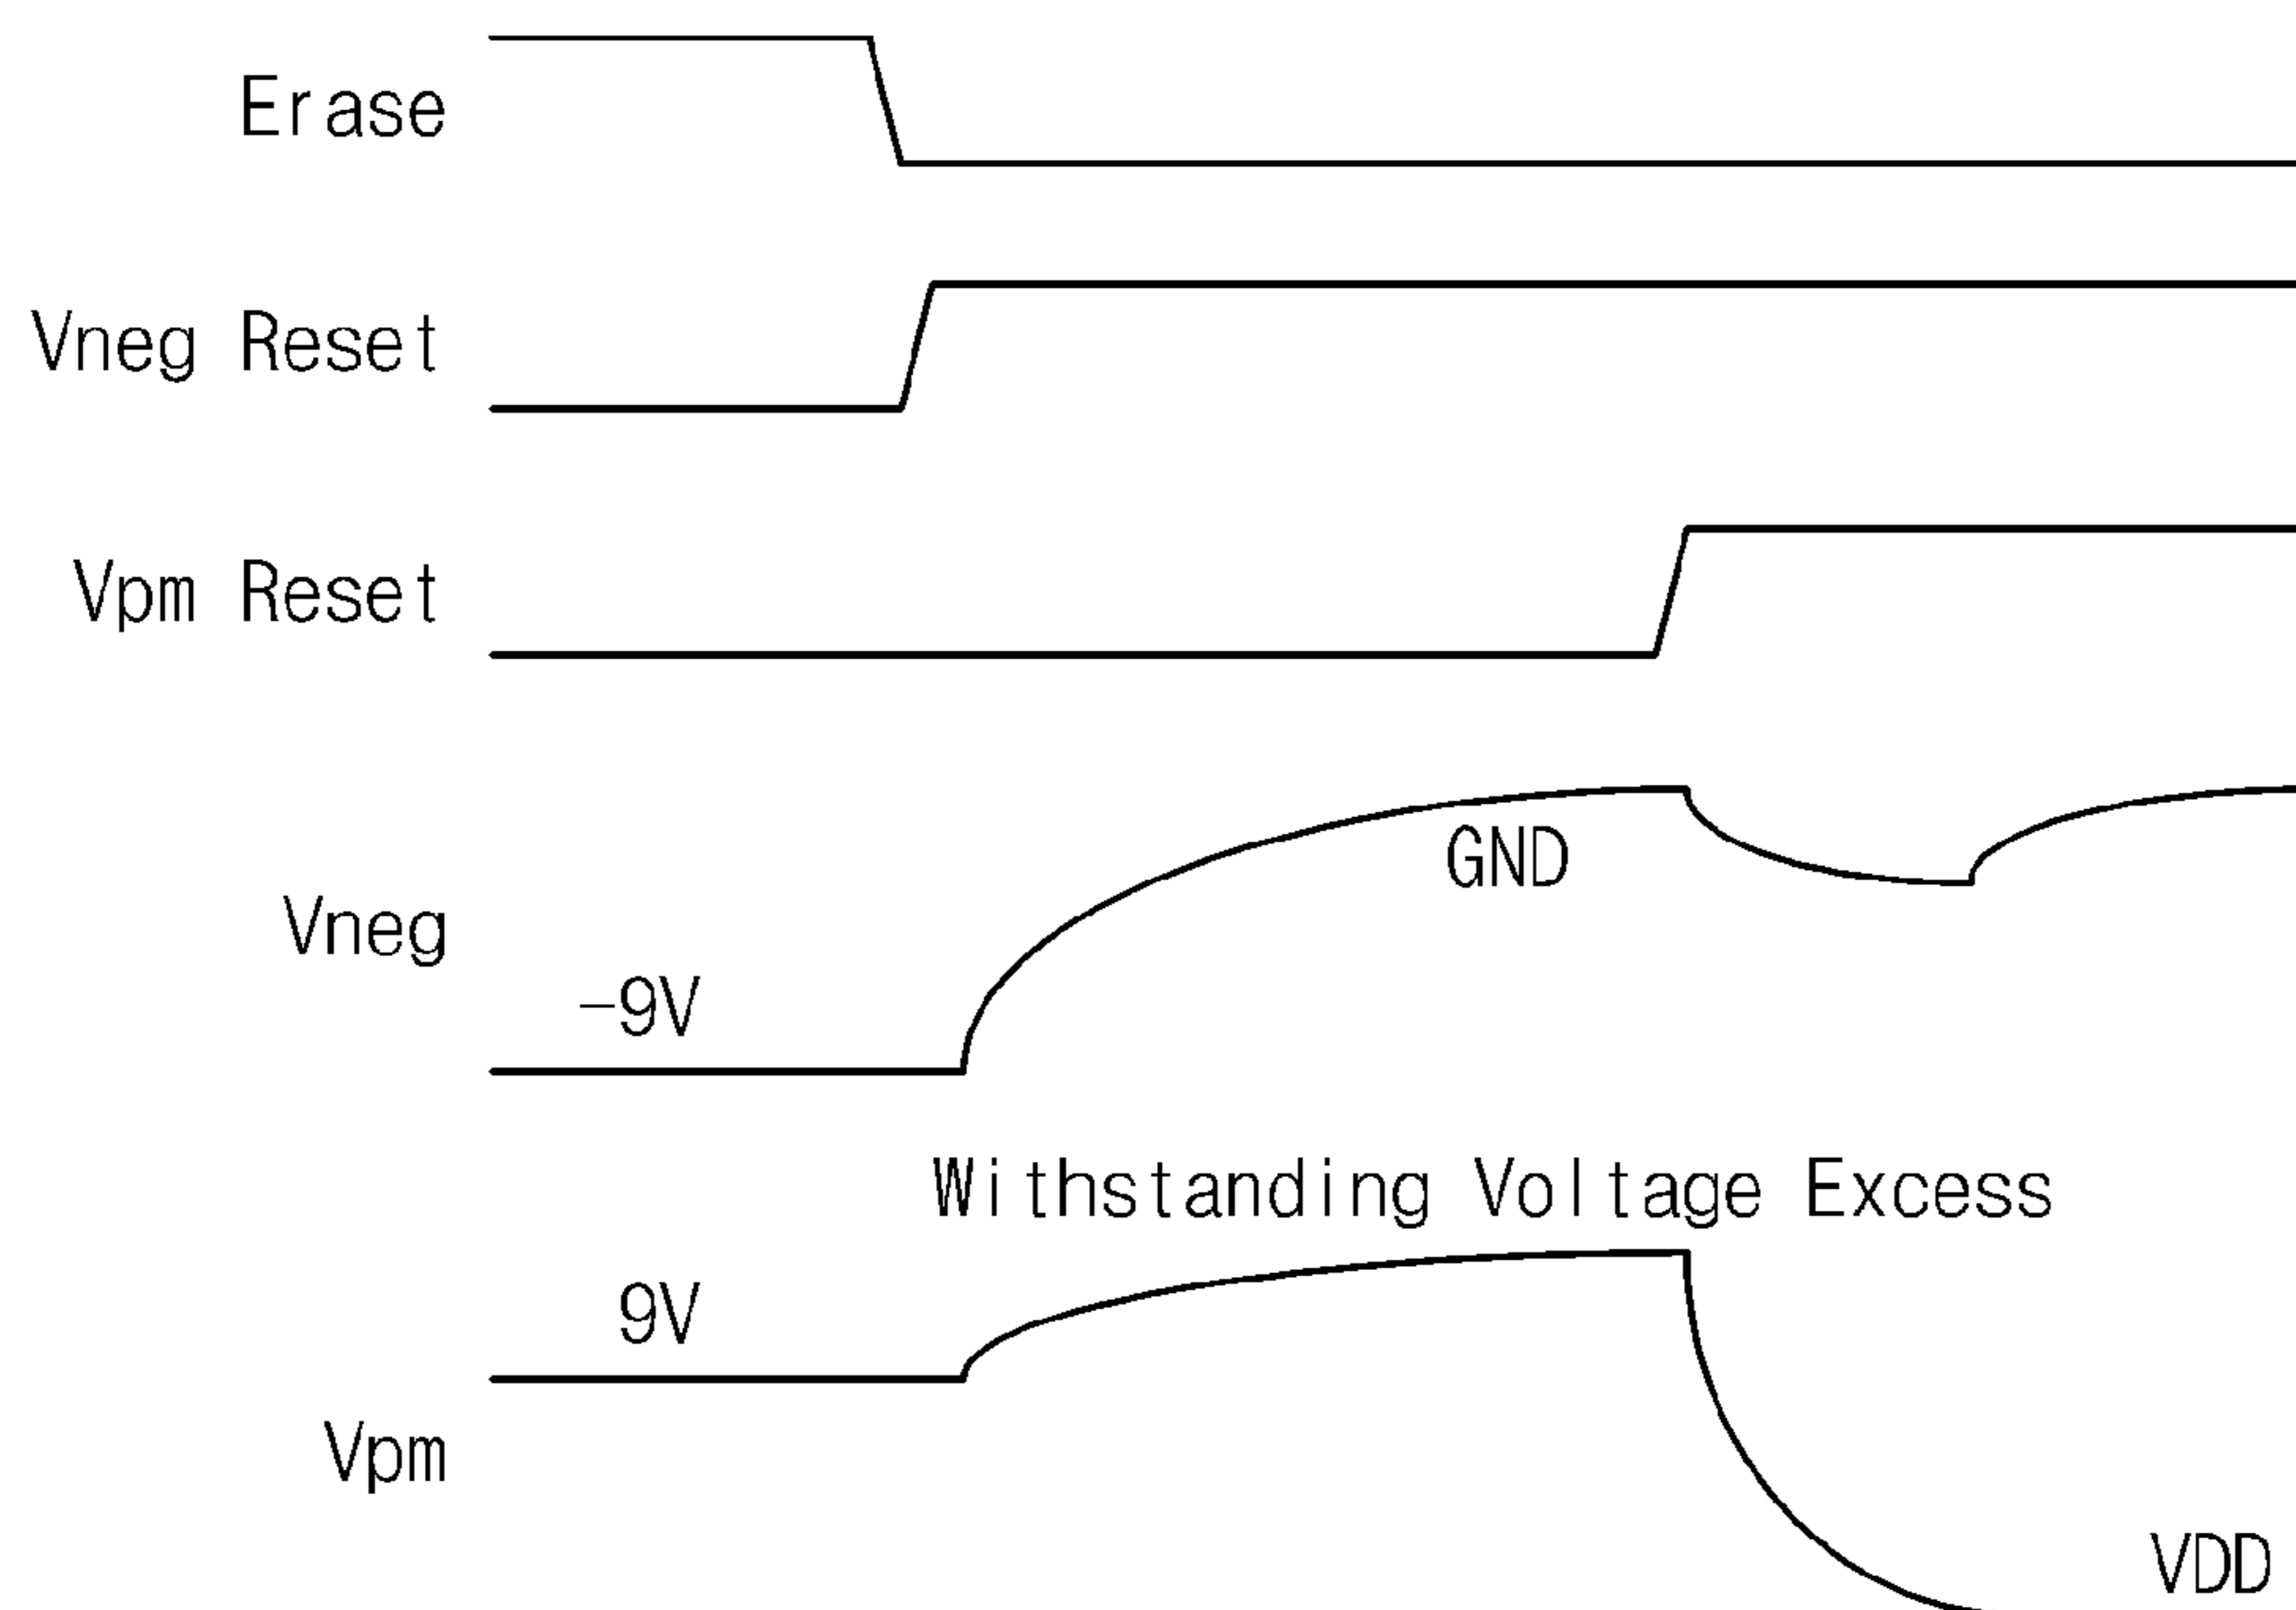 Erase
Vneg Reset
Vpm Reset
GND
Vneg
-9V
Withstanding Voltage Excess
9V
Vpm
VDD